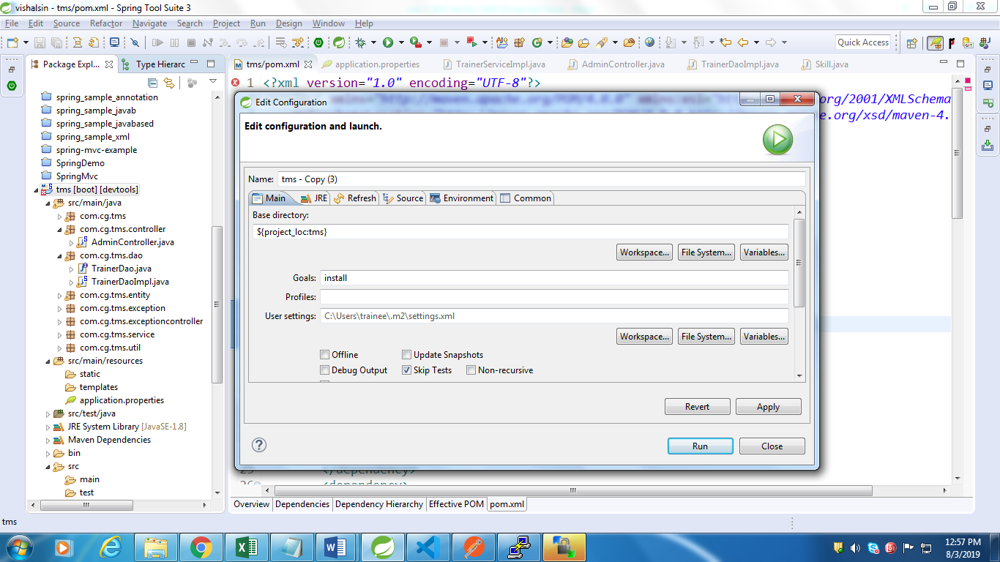 vishalsin - tms/pom.xml - Spring Tool Suite 3
File Edit Source Refactor Navigate Search Project Run Design Window Help
Quick Access
Package Expl...
Type Hierarc
tms/pom.xml
application.properties
TrainerServiceImpl.java
AdminController.java
TrainerDaoImpl.java
Skill.java
spring_sample_annotation
spring_sample_javab
spring_sample_javabased
spring_sample_xml
spring-mvc-example
SpringDemo
SpringMvc
tms [boot] [devtools]
src/main/java
com.cg.tms
com.cg.tms.controller
AdminController.java
com.cg.tms.dao
TrainerDao.java
TrainerDaoImpl.java
com.cg.tms.entity
com.cg.tms.exception
com.cg.tms.exceptioncontroller
com.cg.tms.service
com.cg.tms.util
src/main/resources
static
templates
application.properties
src/test/java
JRE System Library [JavaSE-1.8]
Maven Dependencies
bin
src
main
test
1 <?xml version="1.0" encoding="UTF-8"?>
org/2001/XMLSchema
e.org/xsd/maven-4.
Edit Configuration
Edit configuration and launch.
Name: tms - Copy (3)
Main JRE Refresh Source Environment Common
Base directory:
${project_loc:tms}
Workspace... File System... Variables...
Goals: install
Profiles:
User settings: C:\Users\trainee\.m2\settings.xml
Workspace... File System... Variables...
Offline Update Snapshots
Debug Output Skip Tests Non-recursive
Revert Apply
Run Close
</dependency>
26 <dependency>
Overview Dependencies Dependency Hierarchy Effective POM pom.xml
tms
12:57 PM
8/3/2019